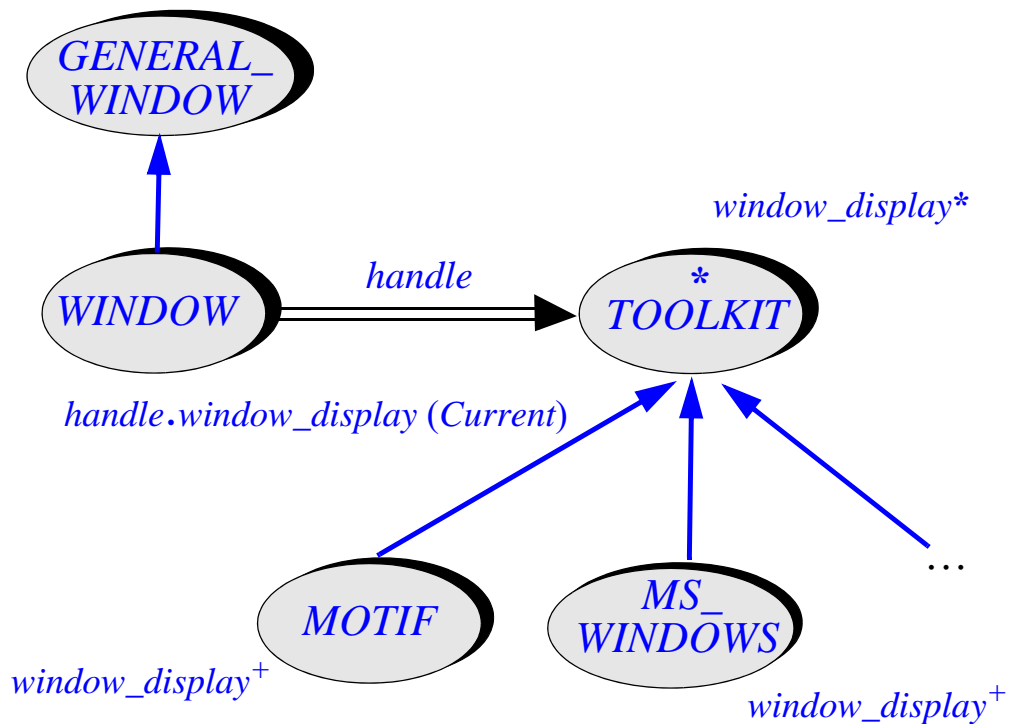 GENERAL_
WINDOW
window_display*
handle
*
WINDOW
TOOLKIT
handle.window_display (Current)
MOTIF
MS_
WINDOWS
…
window_display⁺
window_display⁺